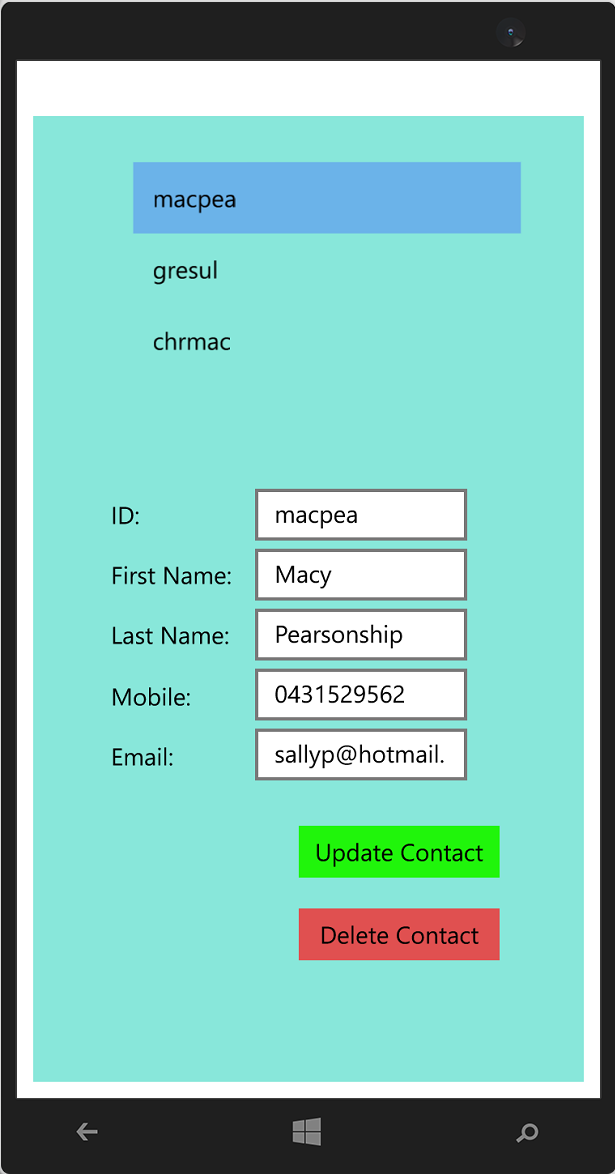 macpea
gresul
chrmac
ID: macpea
First Name: Macy
Last Name: Pearsonship
Mobile: 0431529562
Email: sallyp@hotmail.
Update Contact
Delete Contact